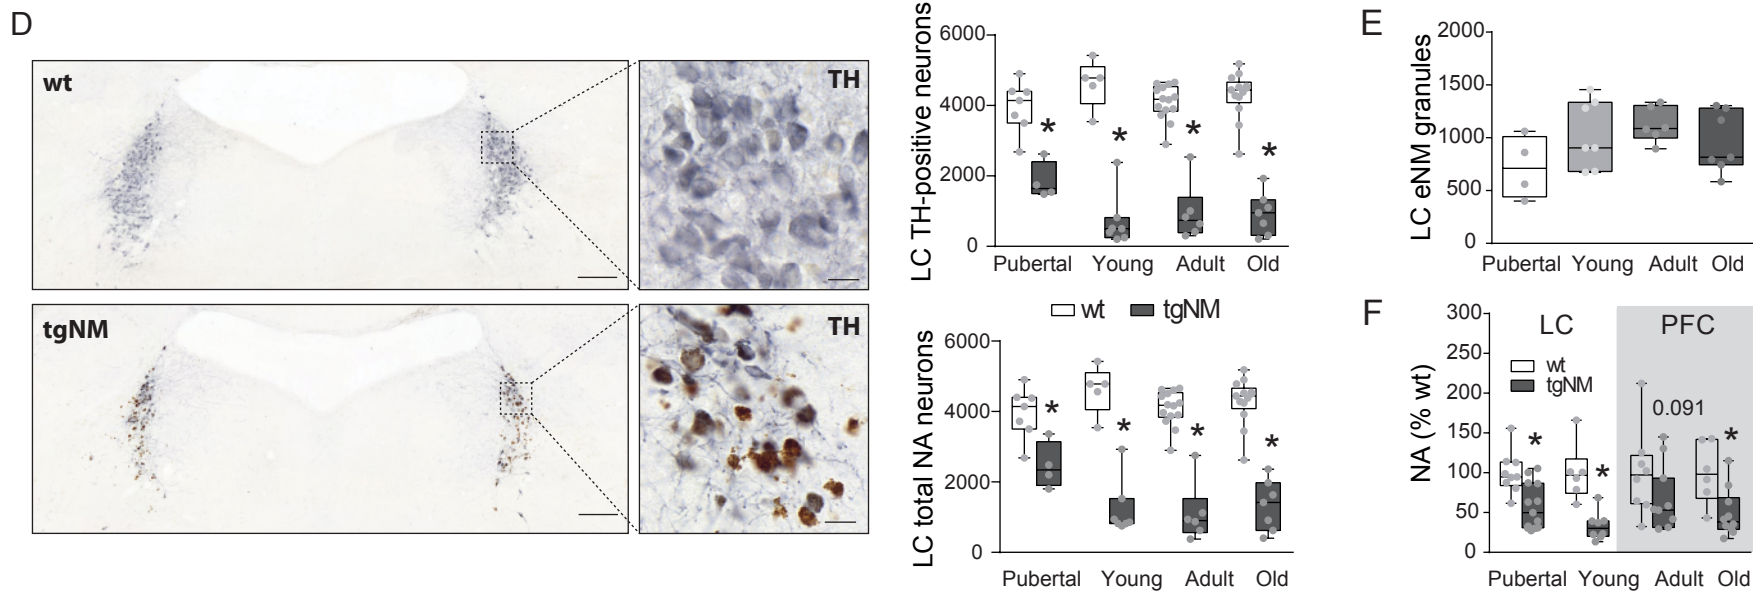 D
wt
TH
tgNM
TH
LC TH-positive neurons
6000
4000
2000
0
* * * *
Pubertal Young Adult Old
wt tgNM
LC total NA neurons
6000
4000
2000
0
* * * *
Pubertal Young Adult Old
E
LC eNM granules
2000
1500
1000
500
0
Pubertal Young Adult Old
F
NA (% wt)
300
250
200
150
100
50
0
LC PFC
wt
tgNM
0.091
* * *
Pubertal Young Adult Old